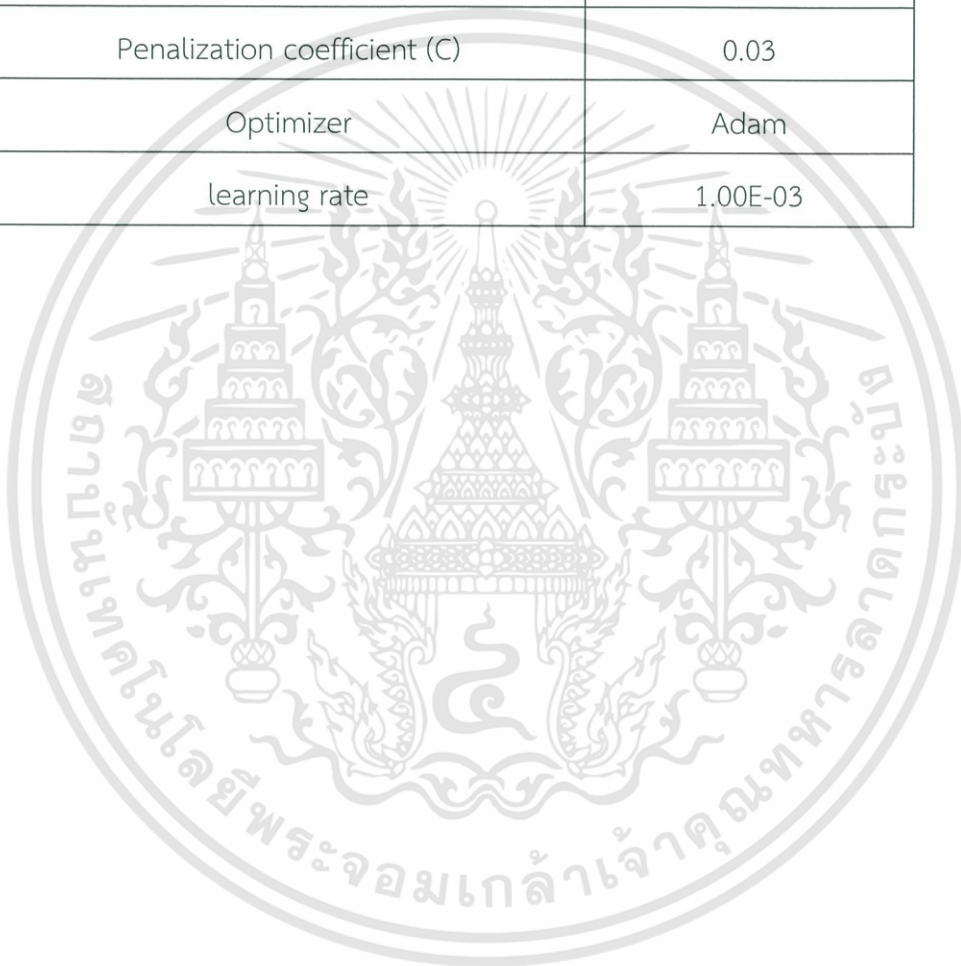 Penalization coefficient (C) 0.03
Optimizer Adam
learning rate 1.00E-03
สถาบันเทคโนโลยีพระจอมเกล้าเจ้าคุณทหารลาดกระบัง
๔